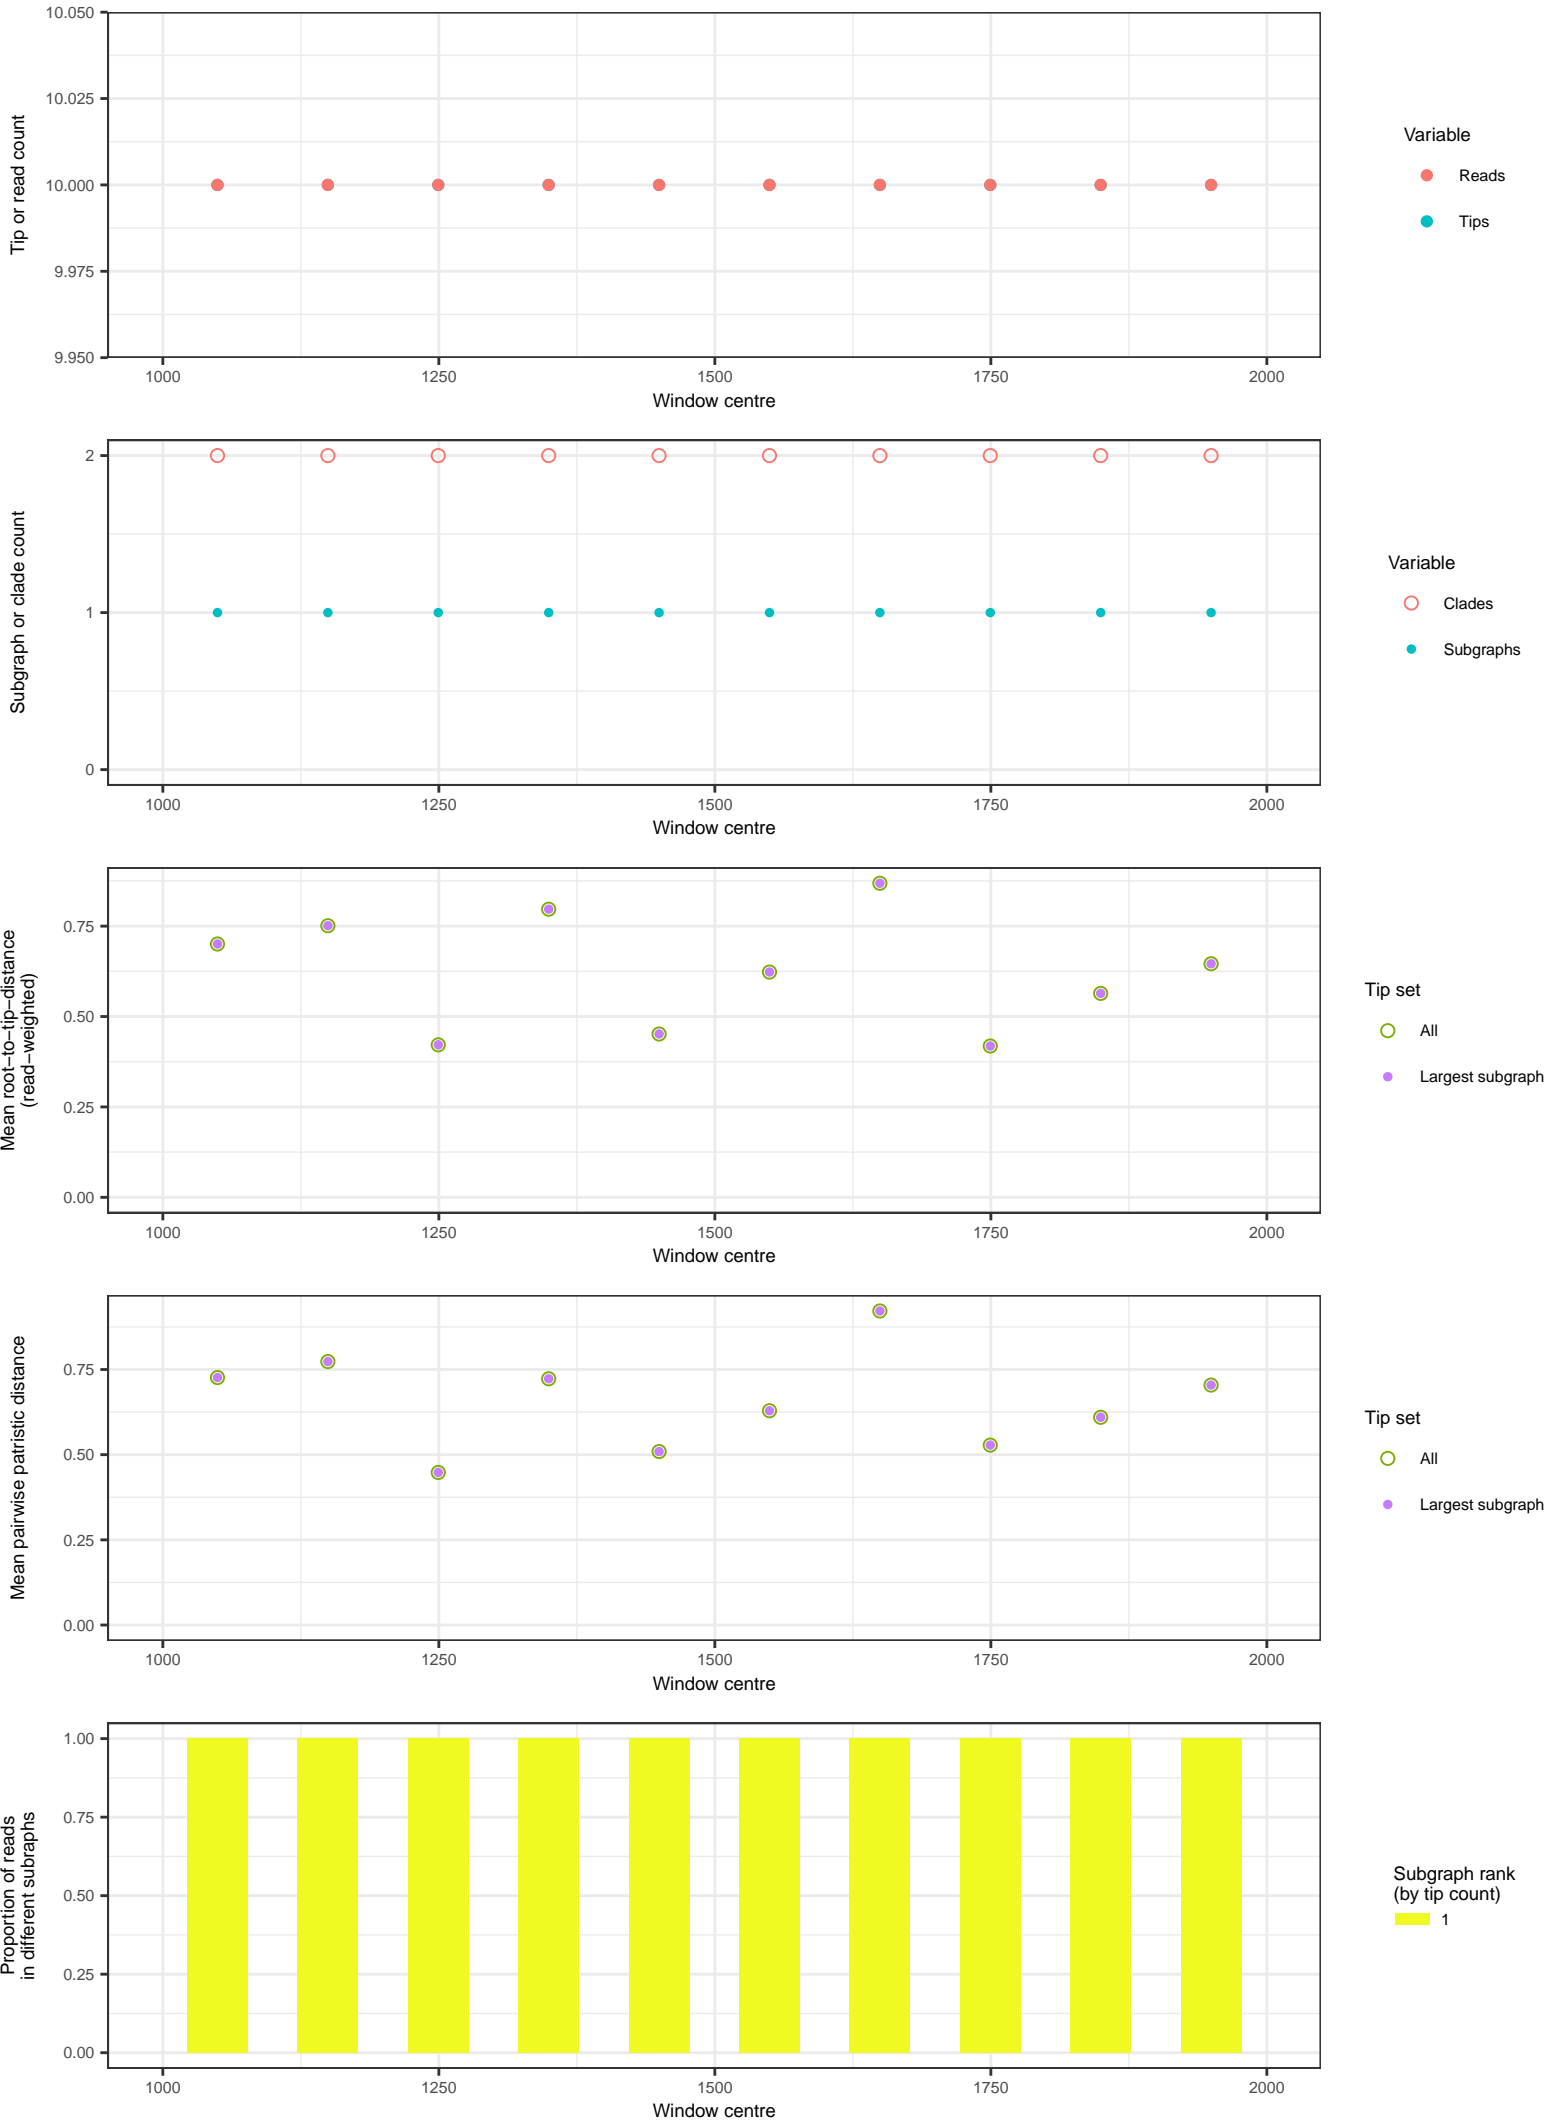 10.050
10.025
10.000
9.975
9.950
Tip or read count
1000 1250 1500 1750 2000
Window centre
Variable
Reads
Tips
2
1
0
Subgraph or clade count
1000 1250 1500 1750 2000
Window centre
Variable
Clades
Subgraphs
0.75
0.50
0.25
0.00
Mean root−to−tip−distance
(read−weighted)
1000 1250 1500 1750 2000
Window centre
Tip set
All
Largest subgraph
0.75
0.50
0.25
0.00
Mean pairwise patristic distance
1000 1250 1500 1750 2000
Window centre
Tip set
All
Largest subgraph
1.00
0.75
0.50
0.25
0.00
Proportion of reads
in different subraphs
1000 1250 1500 1750 2000
Window centre
Subgraph rank
(by tip count)
1